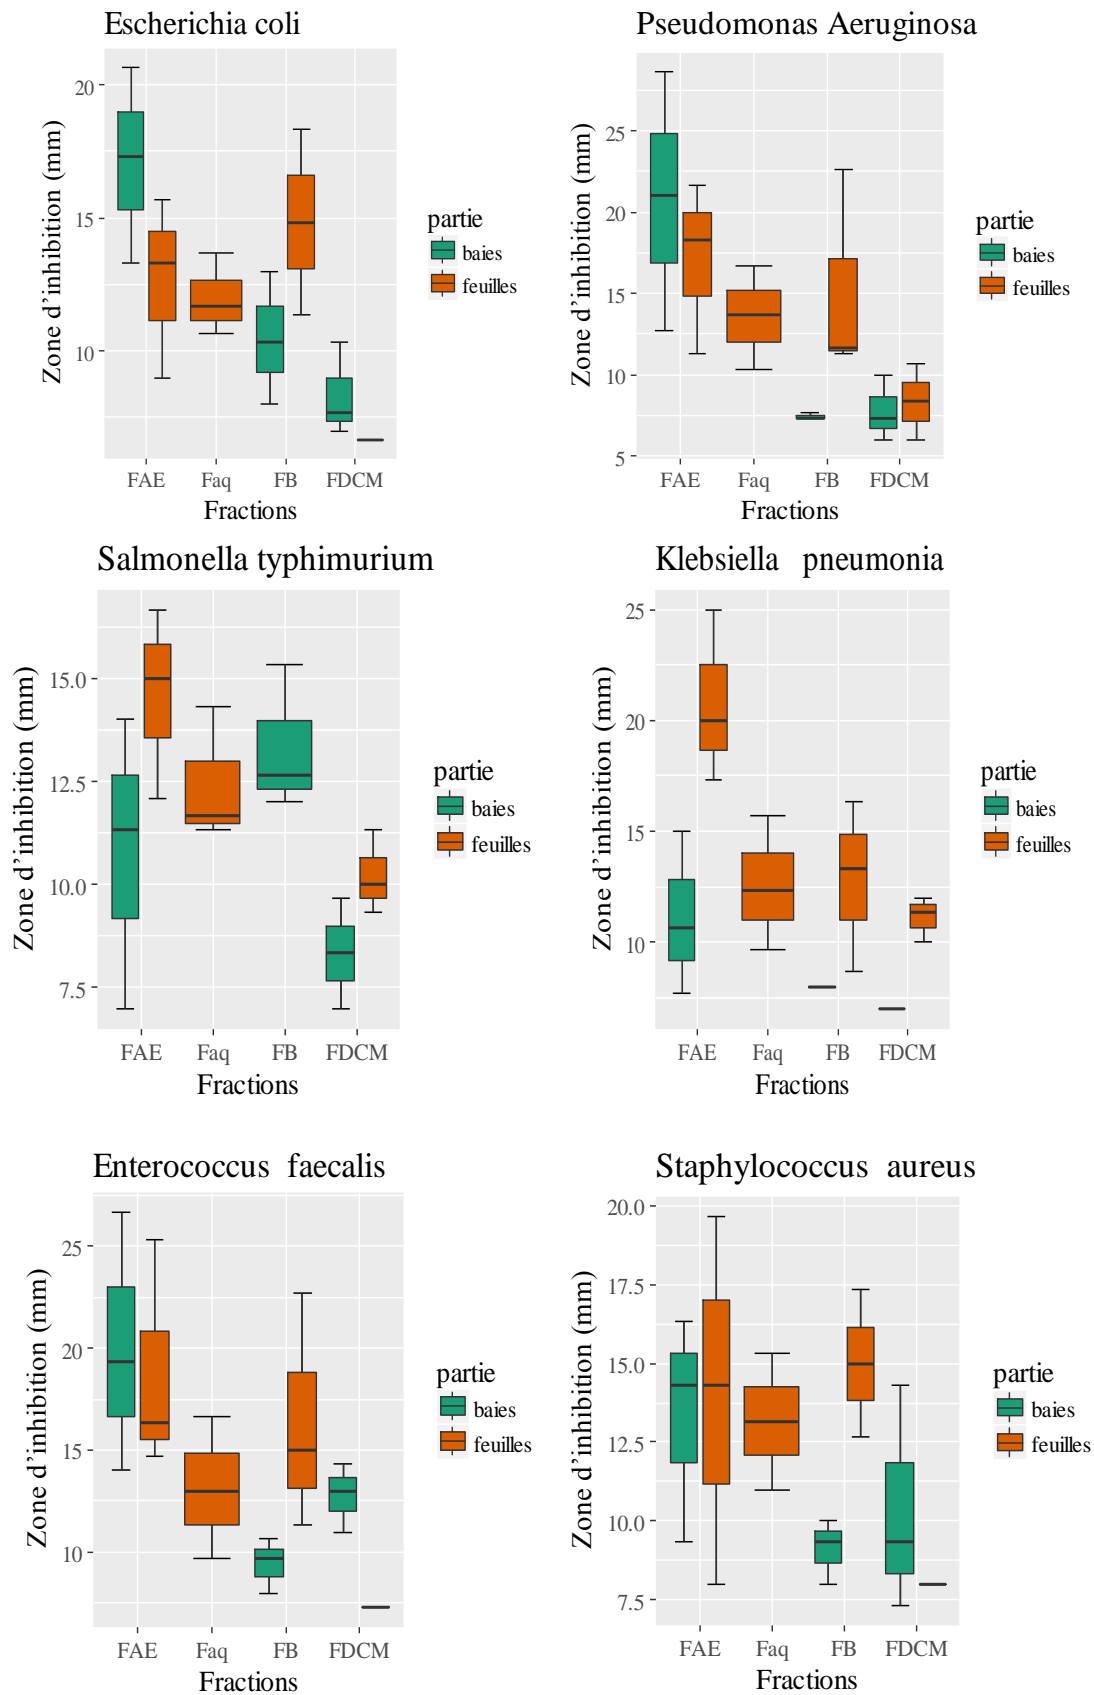 Escherichia coli
Zone d'inhibition (mm)
20
15
10
FAE Faq FB FDCM
Fractions
partie
baies
feuilles
Pseudomonas Aeruginosa
Zone d'inhibition (mm)
25
20
15
10
5
FAE Faq FB FDCM
Fractions
partie
baies
feuilles
Salmonella typhimurium
Zone d'inhibition (mm)
15.0
12.5
10.0
7.5
FAE Faq FB FDCM
Fractions
partie
baies
feuilles
Klebsiella pneumonia
Zone d'inhibition (mm)
25
20
15
10
FAE Faq FB FDCM
Fractions
partie
baies
feuilles
Enterococcus faecalis
Zone d'inhibition (mm)
25
20
15
10
FAE Faq FB FDCM
Fractions
partie
baies
feuilles
Staphylococcus aureus
Zone d'inhibition (mm)
20.0
17.5
15.0
12.5
10.0
7.5
FAE Faq FB FDCM
Fractions
partie
baies
feuilles